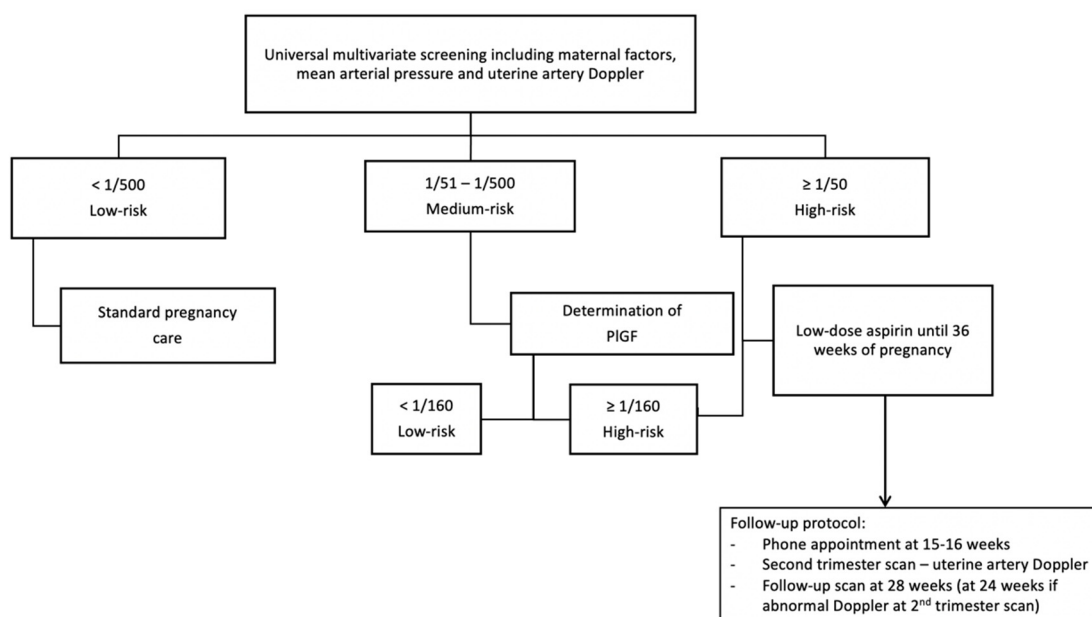 Universal multivariate screening including maternal factors,
mean arterial pressure and uterine artery Doppler
< 1/500
Low-risk
1/51 – 1/500
Medium-risk
≥ 1/50
High-risk
Standard pregnancy
care
Determination of
PlGF
Low-dose aspirin until 36
weeks of pregnancy
< 1/160
Low-risk
≥ 1/160
High-risk
Follow-up protocol:
- Phone appointment at 15-16 weeks
- Second trimester scan – uterine artery Doppler
- Follow-up scan at 28 weeks (at 24 weeks if
abnormal Doppler at 2nd trimester scan)